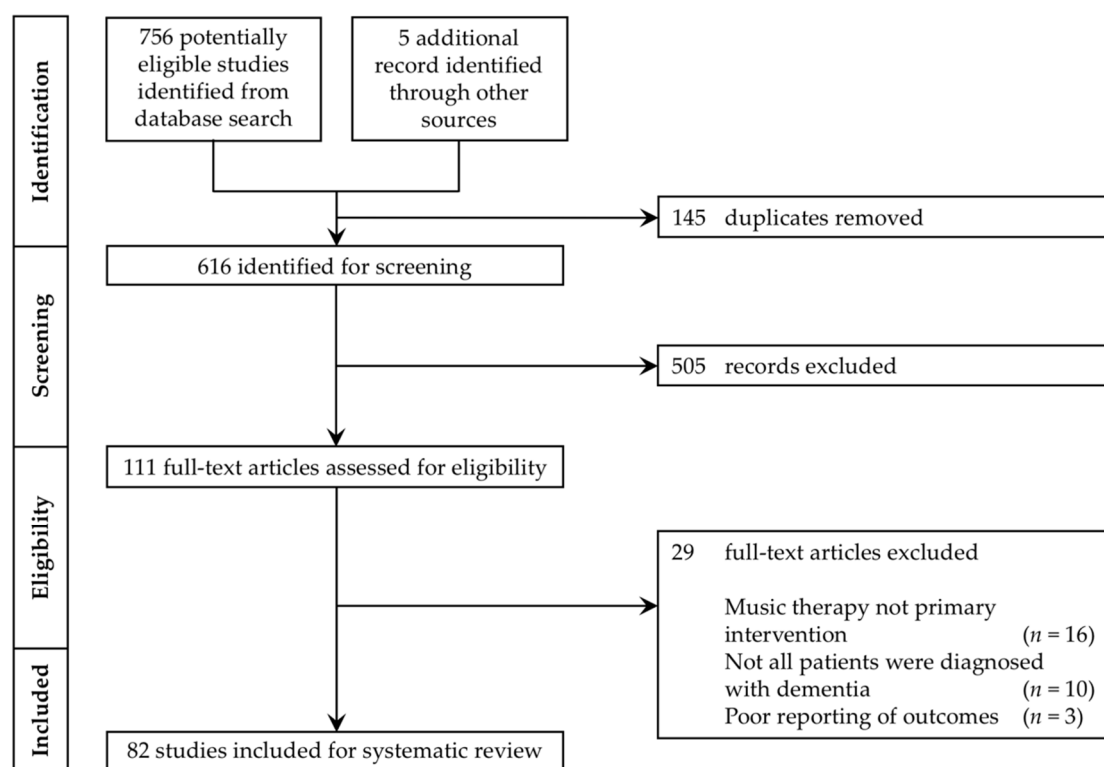 Identification
756 potentially
eligible studies
identified from
database search
5 additional
record identified
through other
sources
145 duplicates removed
Screening
616 identified for screening
505 records excluded
Eligibility
111 full-text articles assessed for eligibility
29 full-text articles excluded
Music therapy not primary
intervention (n = 16)
Not all patients were diagnosed
with dementia (n = 10)
Poor reporting of outcomes (n = 3)
Included
82 studies included for systematic review